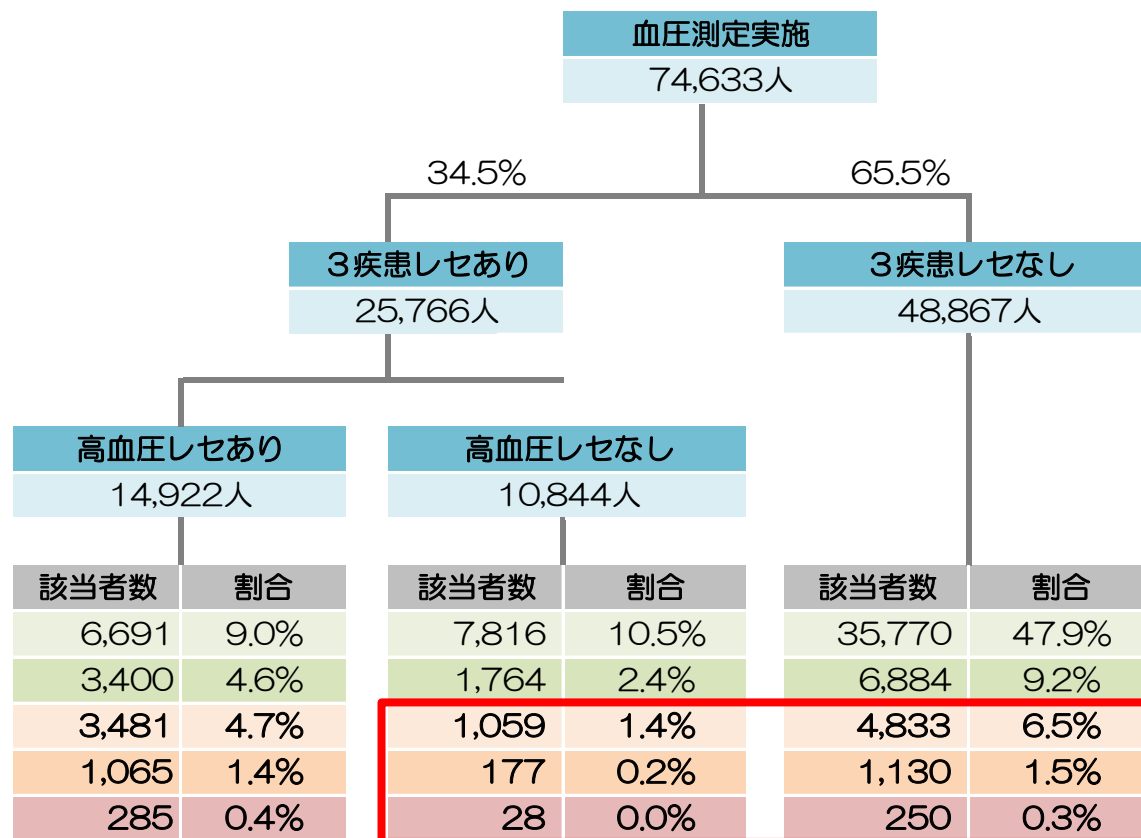 血圧測定実施
74,633人
34.5% 65.5%
3疾患レセあり 3疾患レセなし
25,766人 48,867人
高血圧レセあり 高血圧レセなし
14,922人 10,844人
該当者数 割合 該当者数 割合 該当者数 割合
6,691 9.0% 7,816 10.5% 35,770 47.9%
3,400 4.6% 1,764 2.4% 6,884 9.2%
3,481 4.7% 1,059 1.4% 4,833 6.5%
1,065 1.4% 177 0.2% 1,130 1.5%
285 0.4% 28 0.0% 250 0.3%